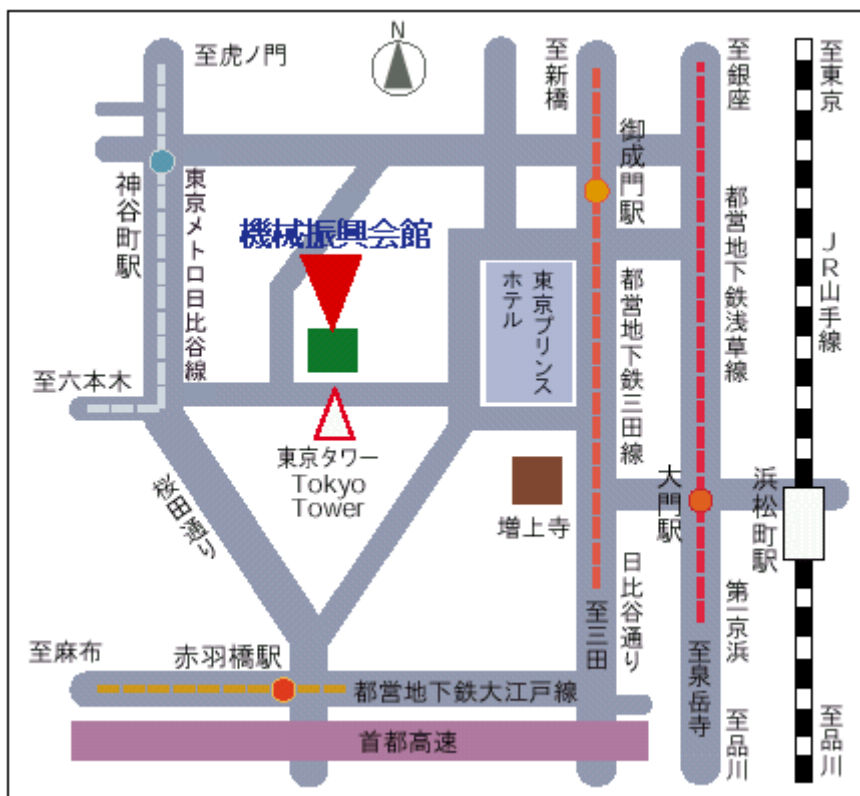 至虎ノ門
N
至新橋
至銀座
至東京
御成門駅
神谷町駅
東京メトロ日比谷線
機械振興会館
都営地下鉄浅草線
JR山手線
東京プリンス
ホテル
都営地下鉄三田線
至六本木
東京タワー
Tokyo
Tower
桜田通り
増上寺
大門駅
浜松町駅
日比谷通り
第一京浜
至三田
至麻布
赤羽橋駅
都営地下鉄大江戸線
至泉岳寺
首都高速
至品川
至品川